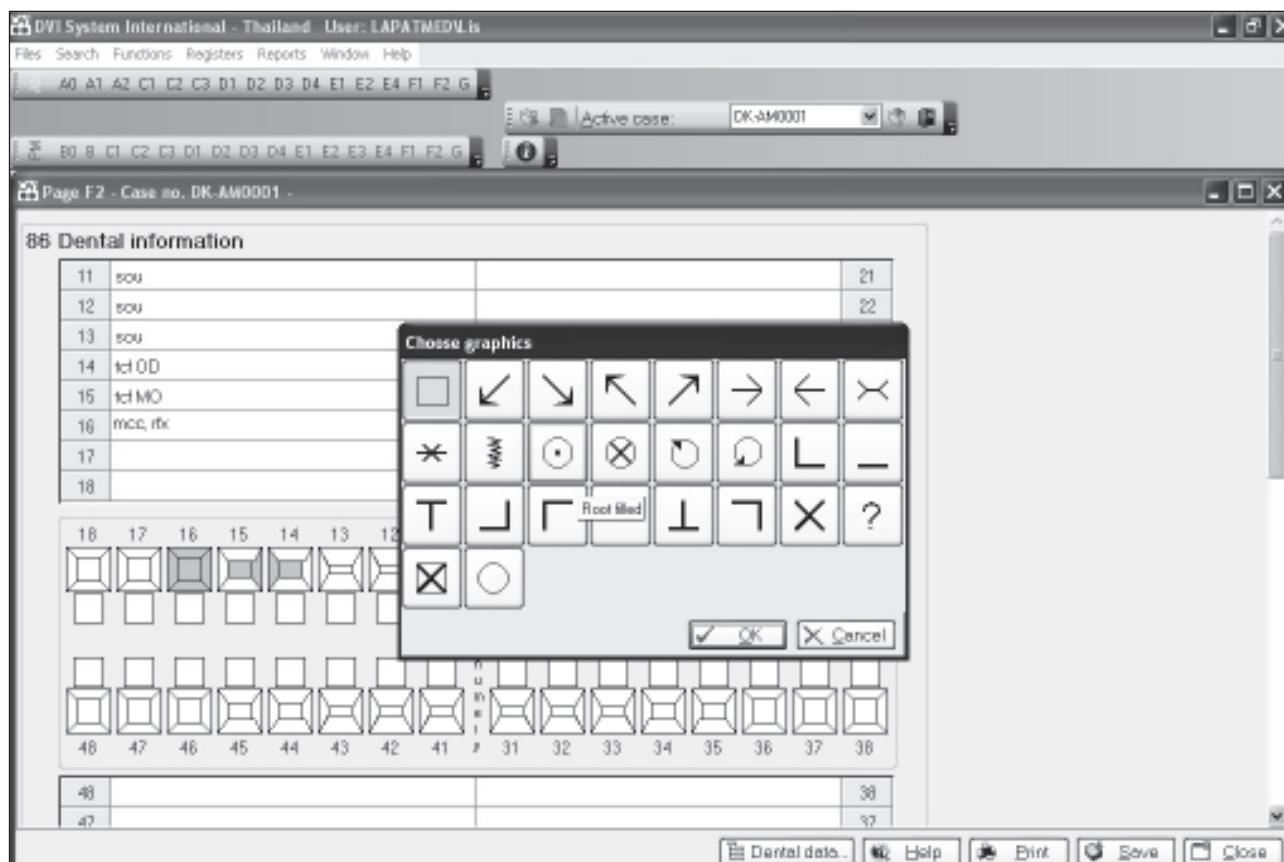 DVI System International - Thailand User: LAPATMEDV.is
Files Search Functions Registers Reports Window Help
A0 A1 A2 C1 C2 C3 D1 D2 D3 D4 E1 E2 E4 F1 F2 G
Active case: DK-AM0001
PM B0 B C1 C2 C3 D1 D2 D3 D4 E1 E2 E3 E4 F1 F2 G
Page F2 - Case no. DK-AM0001 -
86 Dental information
11 sou 21
12 sou 22
13 sou
Choose graphics
14 tcf OD
15 tcf MO
16 mcc, rfx
17
18
Root filled
?
18 17 16 15 14 13 12
OK Cancel
48 47 46 45 44 43 42 41 31 32 33 34 35 36 37 38
48 38
47 37
Dental data... Help Print Save Close